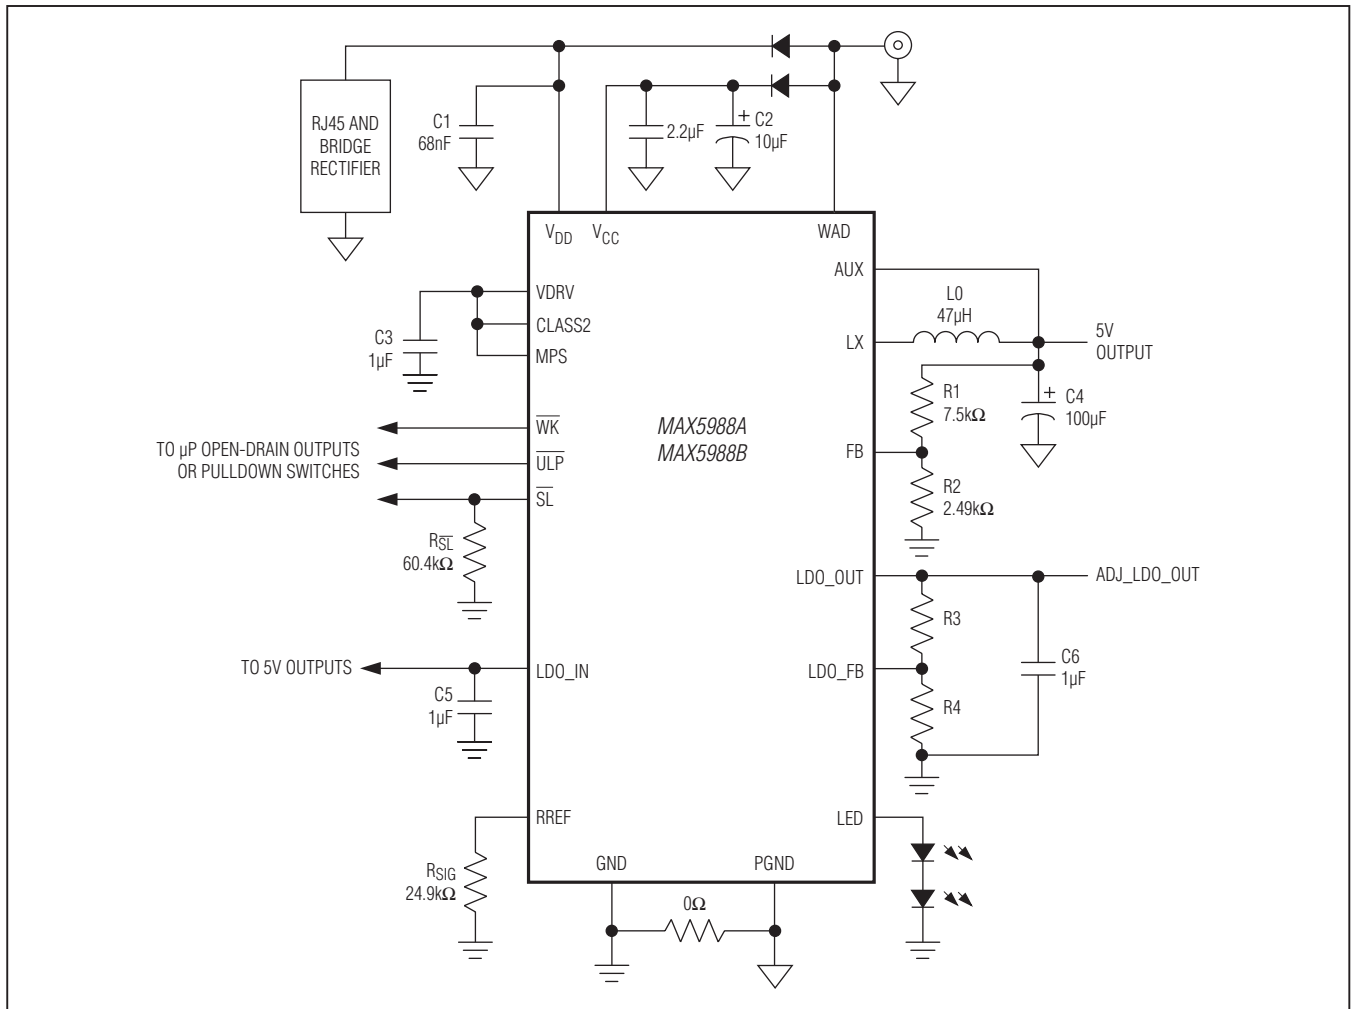 RJ45 AND
BRIDGE
RECTIFIER
C1
68nF
2.2µF
+ C2
10µF
VDD
VCC
WAD
AUX
VDRV
CLASS2
MPS
C3
1µF
L0
47µH
LX
5V
OUTPUT
R1
7.5kΩ
+ C4
100µF
WK
ULP
SL
TO µP OPEN-DRAIN OUTPUTS
OR PULLDOWN SWITCHES
MAX5988A
MAX5988B
FB
R2
2.49kΩ
RSL
60.4kΩ
LDO_OUT
ADJ_LDO_OUT
R3
TO 5V OUTPUTS
LDO_IN
LDO_FB
C6
1µF
C5
1µF
R4
RREF
LED
RSIG
24.9kΩ
GND
PGND
0Ω